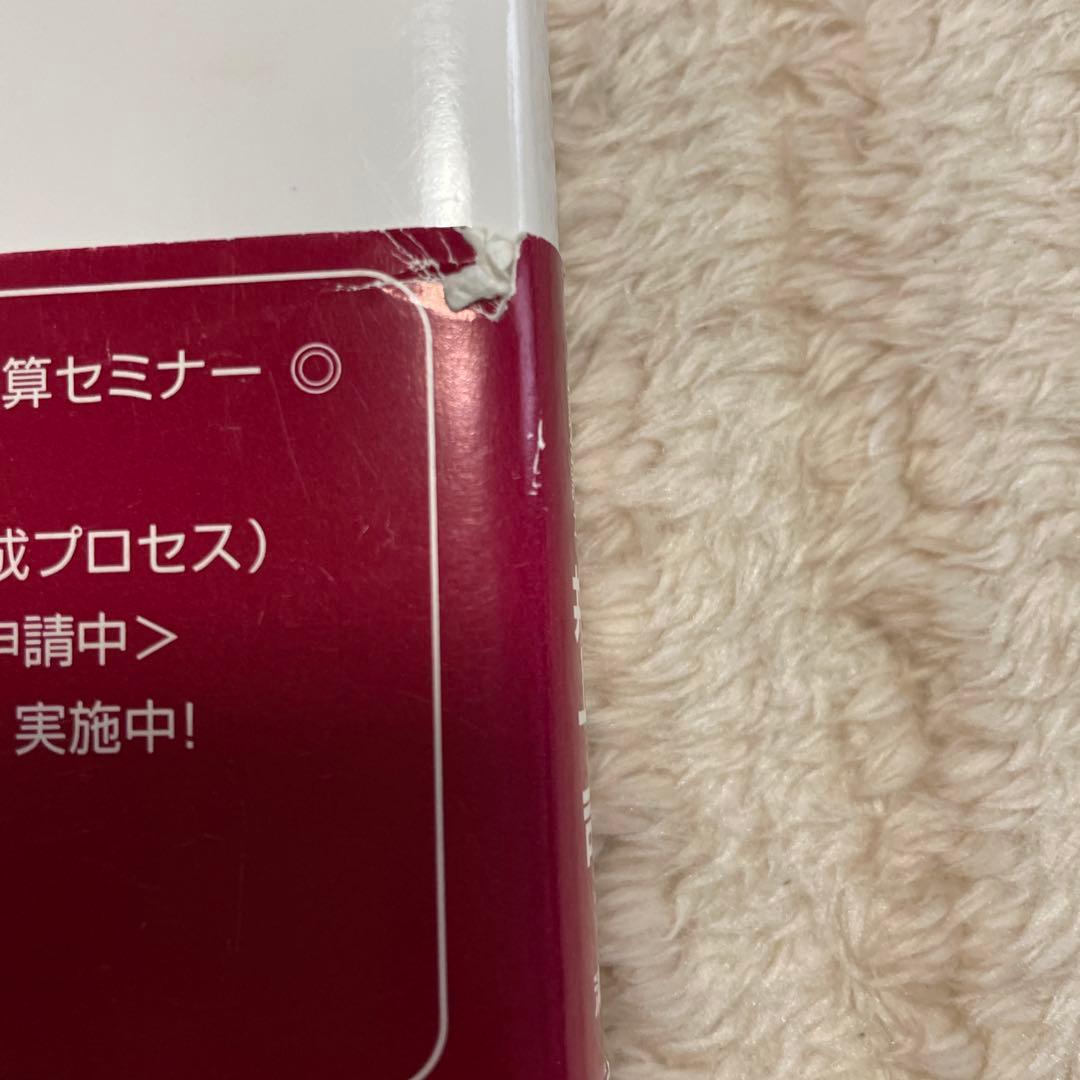 算セミナー ◎
成プロセス）
申請中＞
実施中！